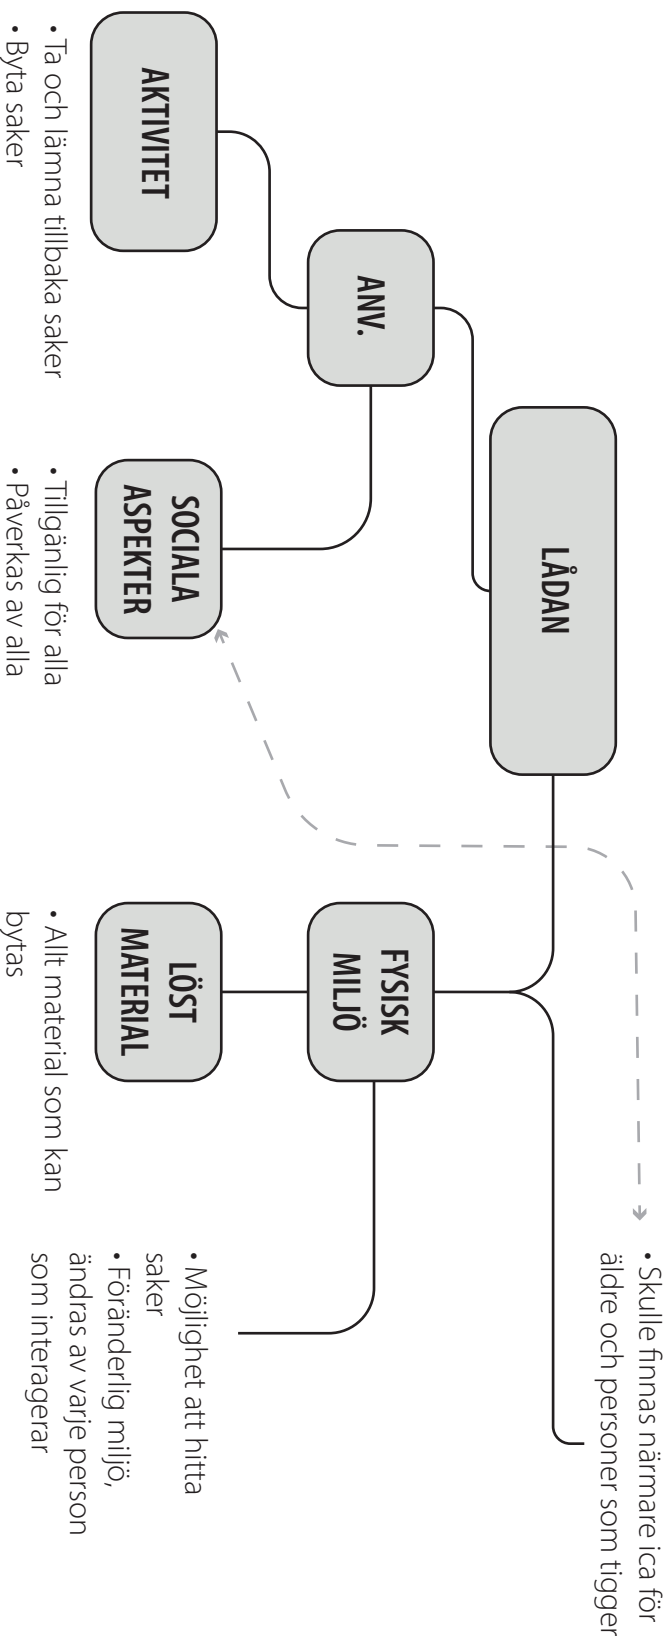 • Skulle finnas närmare ica för
äldre och personer som tigger
LÅDAN
ANV.
FYSISK
MILJÖ
AKTIVITET
SOCIALA
ASPEKTER
LÖST
MATERIAL
• Ta och lämna tillbaka saker
• Byta saker
• Tillgänlig för alla
• Påverkas av alla
• Allt material som kan
bytas
• Möjlighet att hitta
saker
• Föränderlig miljö,
ändras av varje person
som interagerar